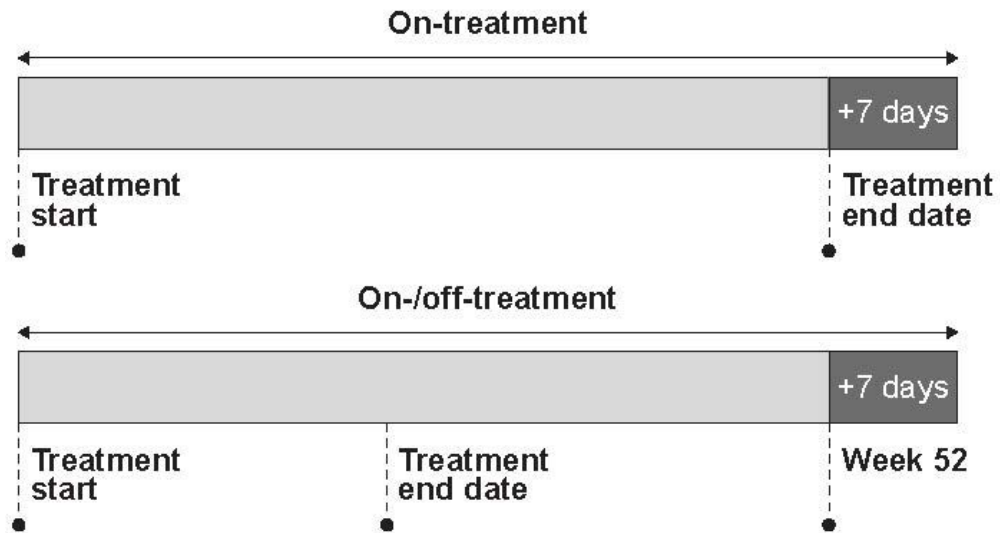 On-treatment
+7 days
Treatment
start
Treatment
end date
On-/off-treatment
+7 days
Treatment
start
Treatment
end date
Week 52